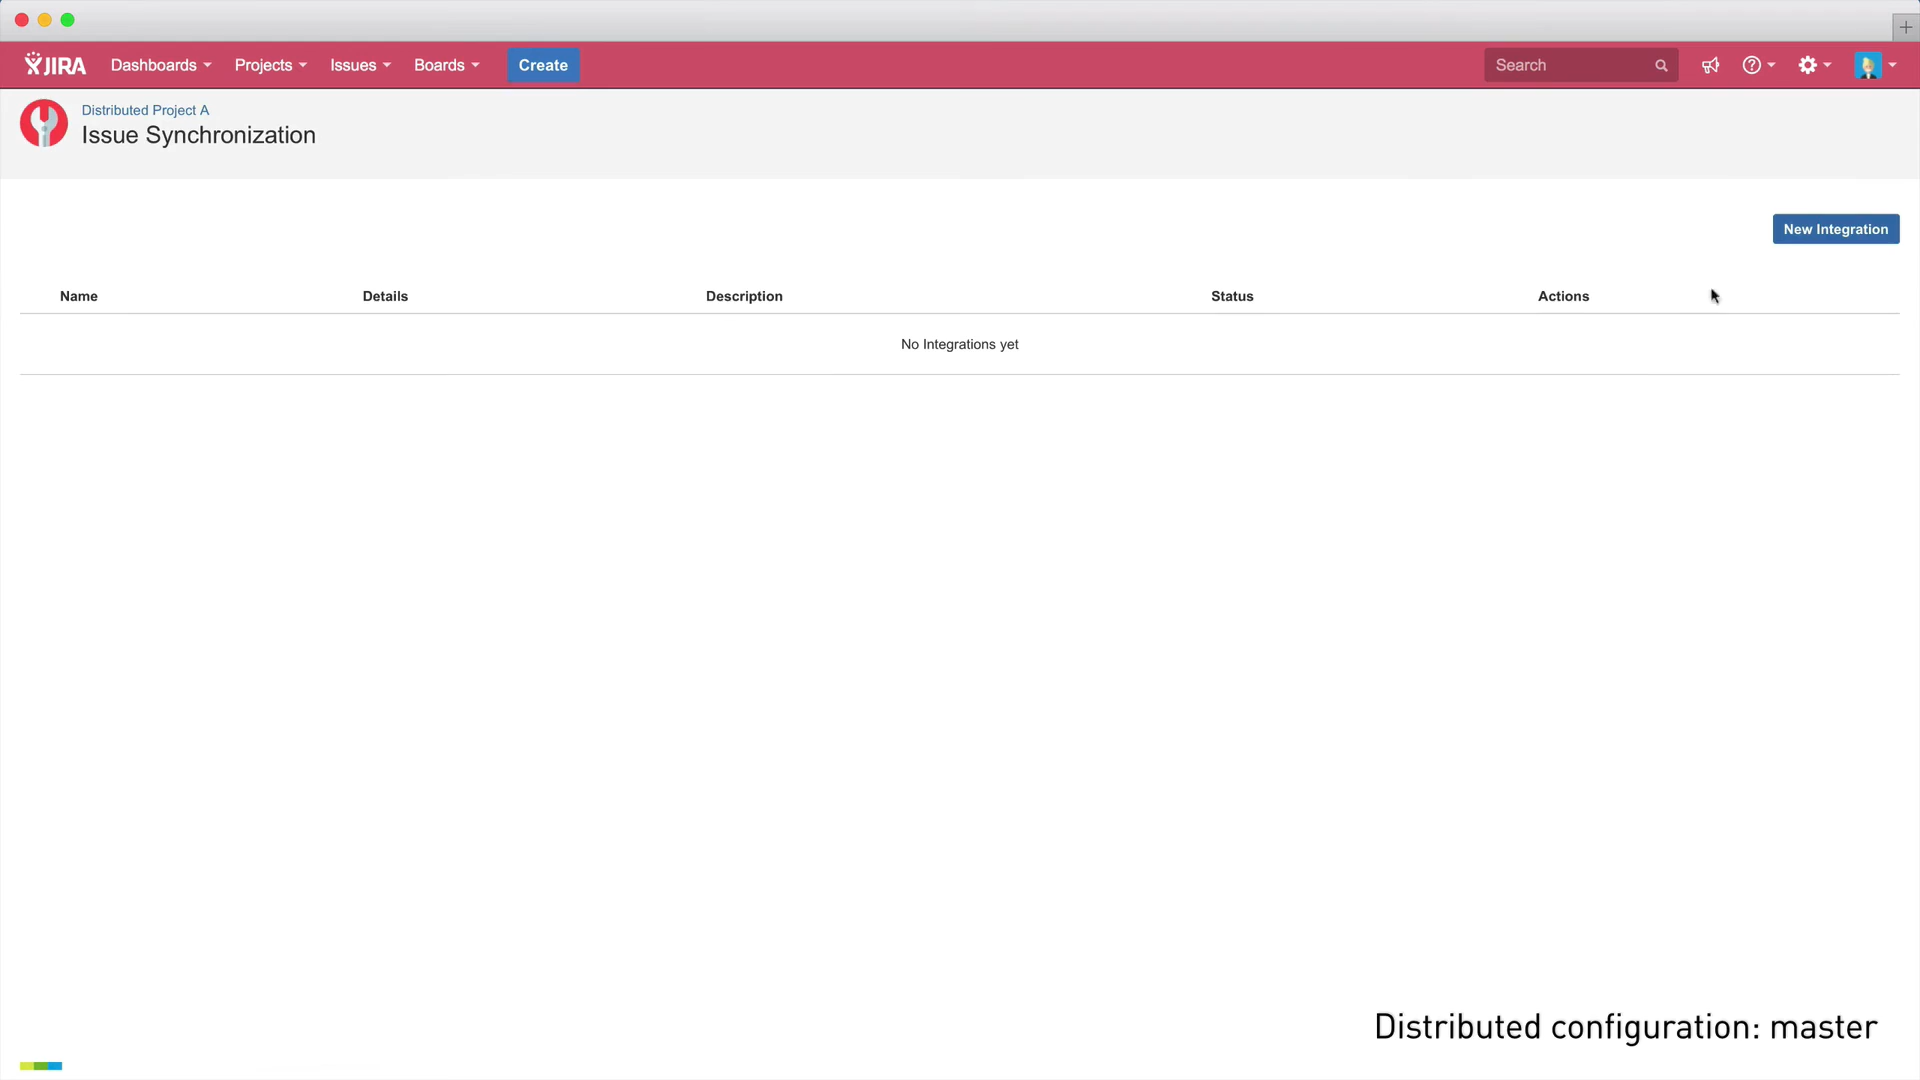 JIRA Dashboards Projects Issues Boards Create Search
Distributed Project A
Issue Synchronization
New Integration
Name Details Description Status Actions
No Integrations yet
Distributed configuration: master